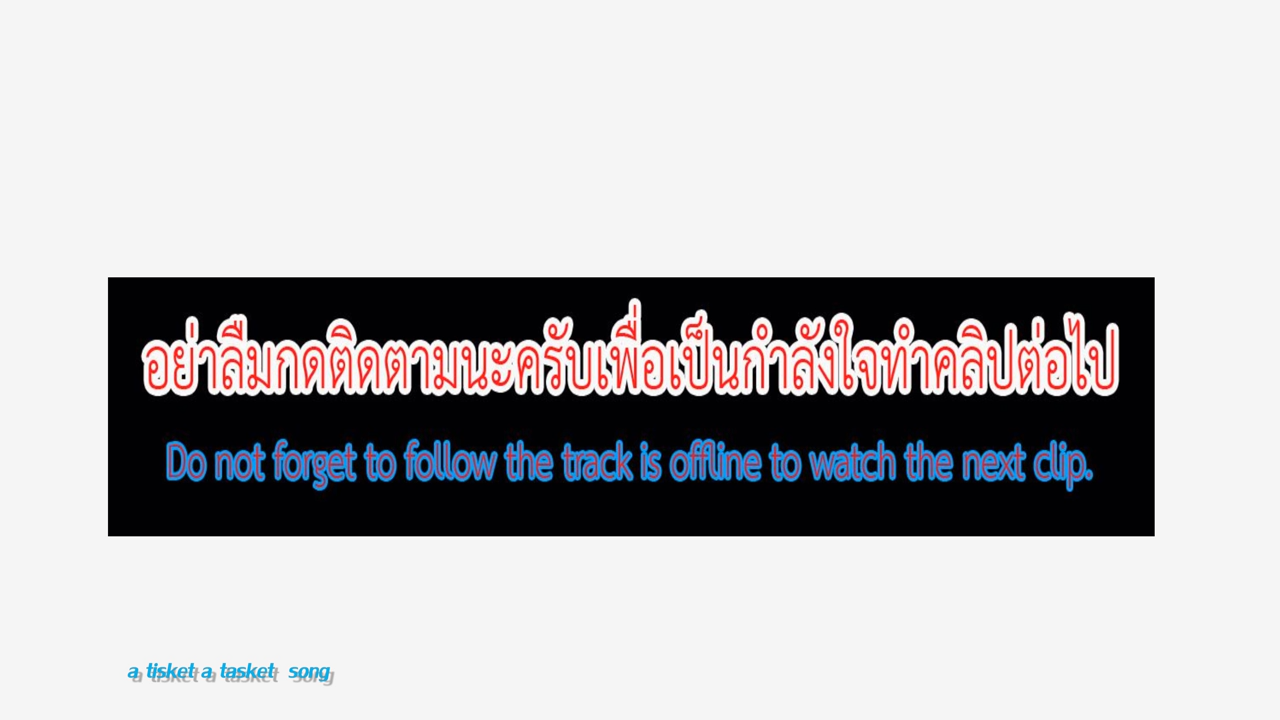 อย่าลืมกดติดตามนะครับเพื่อเป็นกำลังใจทำคลิปต่อไป
Do not forget to follow the track is offline to watch the next clip.
a tisket a tasket song